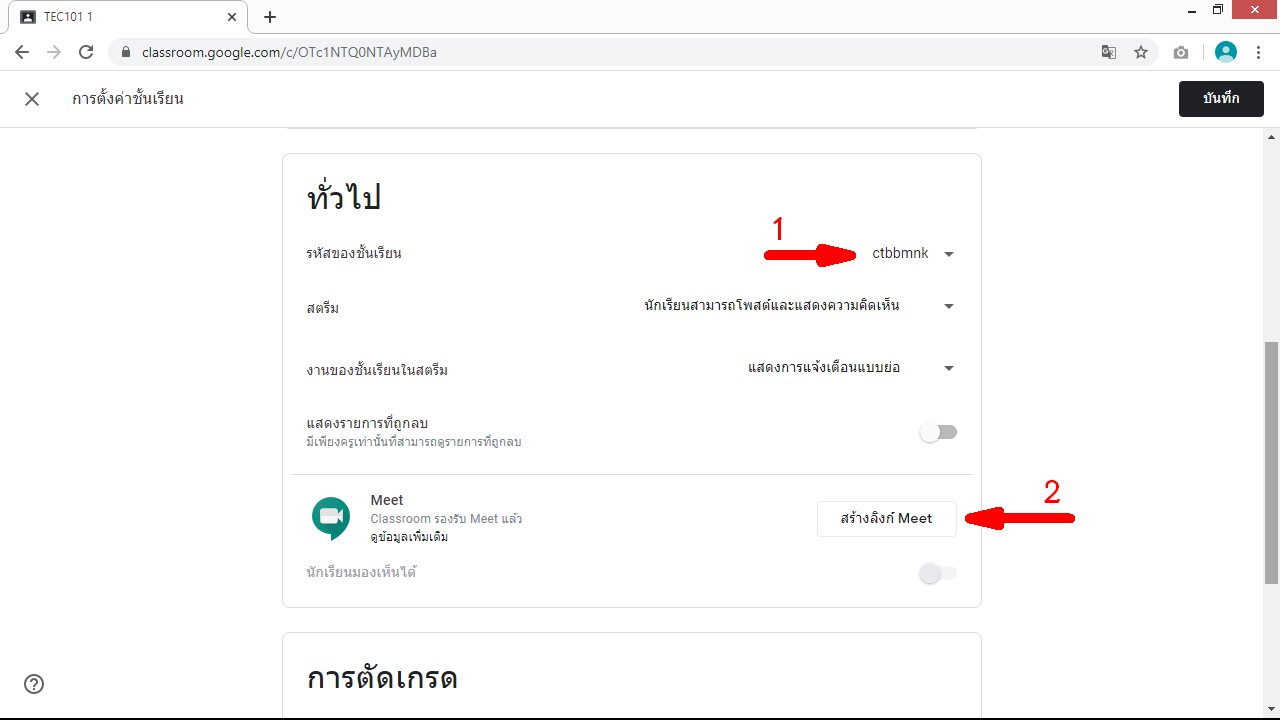 TEC101 1
classroom.google.com/c/OTc1NTQ0NTAyMDBa
การตั้งค่าชั้นเรียน
บันทึก
ทั่วไป
1
รหัสของชั้นเรียน ctbbmnk
สตรีม นักเรียนสามารถโพสต์และแสดงความคิดเห็น
งานของชั้นเรียนในสตรีม แสดงการแจ้งเตือนแบบย่อ
แสดงรายการที่ถูกลบ
มีเพียงครูเท่านั้นที่สามารถดูรายการที่ถูกลบ
2
Meet
Classroom รองรับ Meet แล้ว
สร้างลิงก์ Meet
ดูข้อมูลเพิ่มเติม
นักเรียนมองเห็นได้
การตัดเกรด